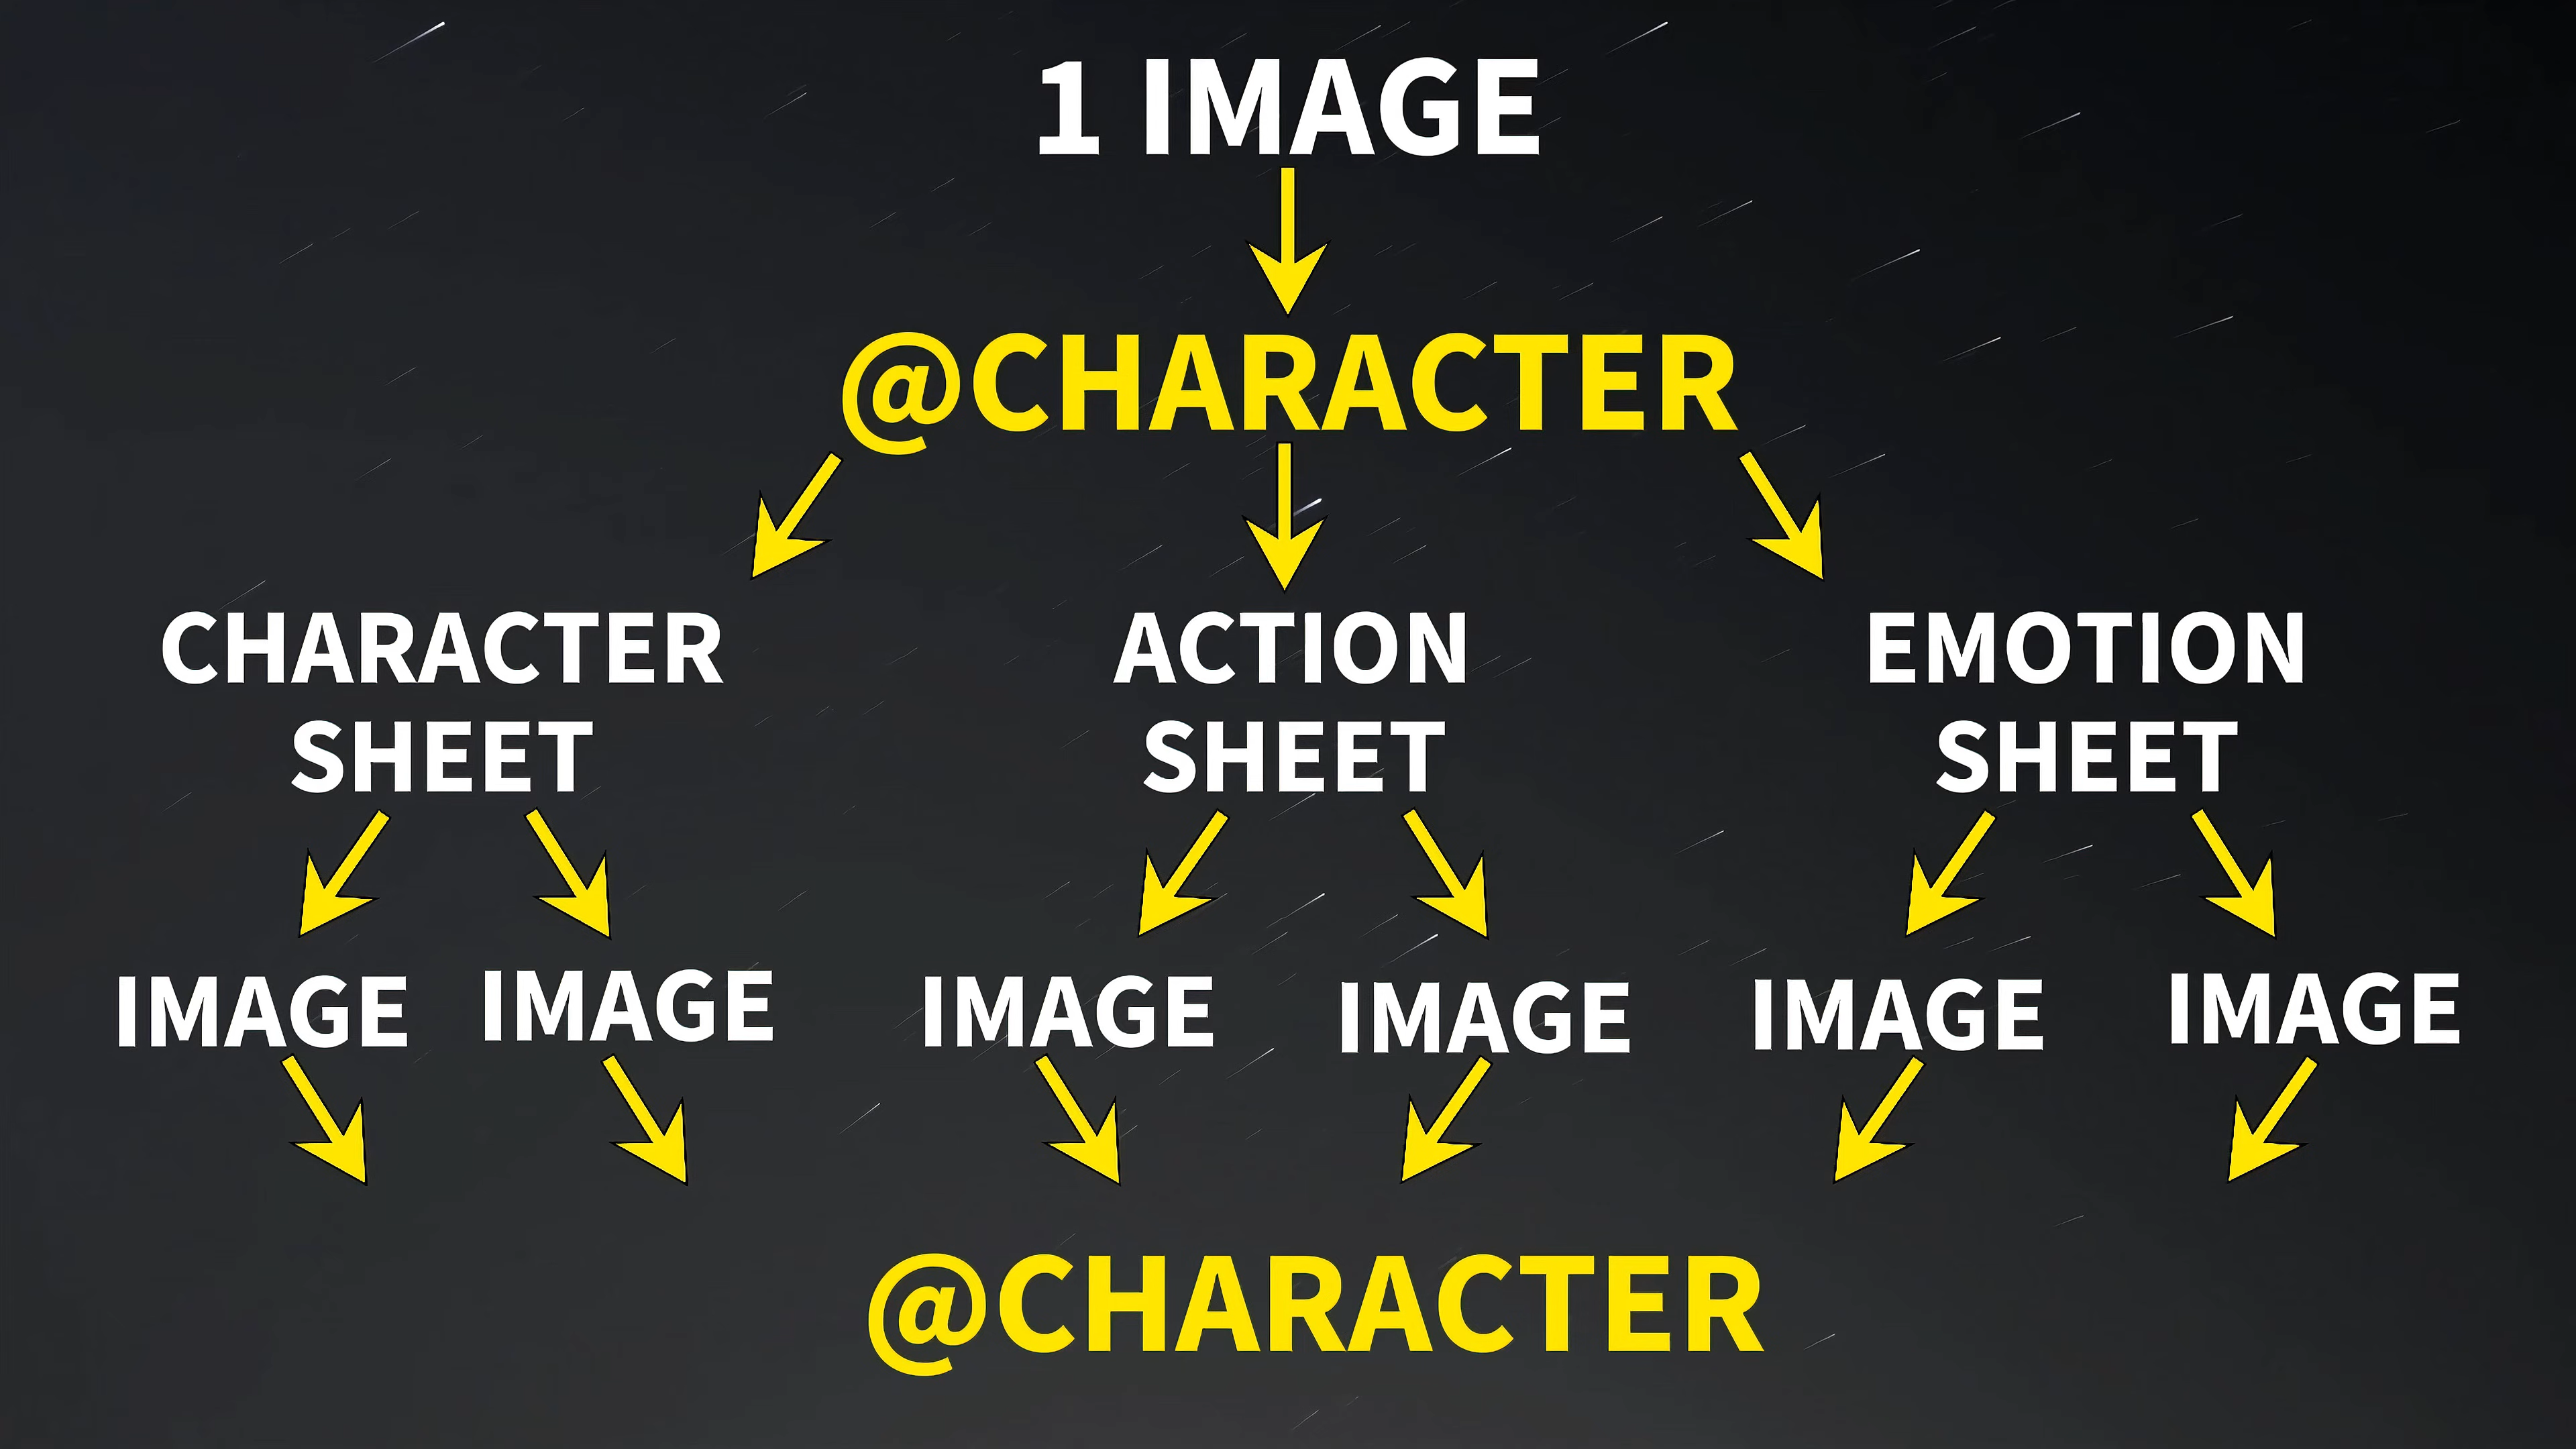 1 IMAGE
@CHARACTER
CHARACTER
SHEET
ACTION
SHEET
EMOTION
SHEET
IMAGE
IMAGE
IMAGE
IMAGE
IMAGE
IMAGE
@CHARACTER